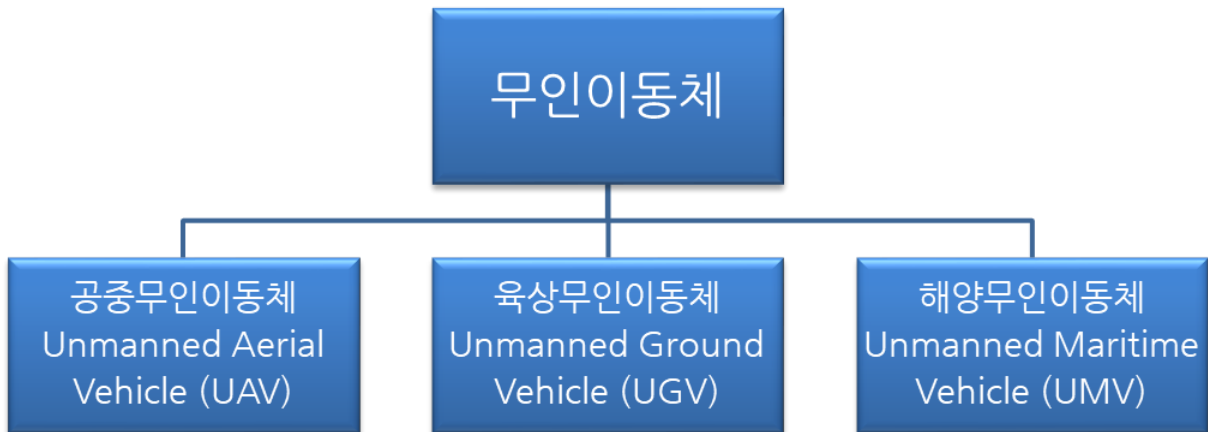 무인이동체
공중무인이동체
Unmanned Aerial
Vehicle (UAV)
육상무인이동체
Unmanned Ground
Vehicle (UGV)
해양무인이동체
Unmanned Maritime
Vehicle (UMV)